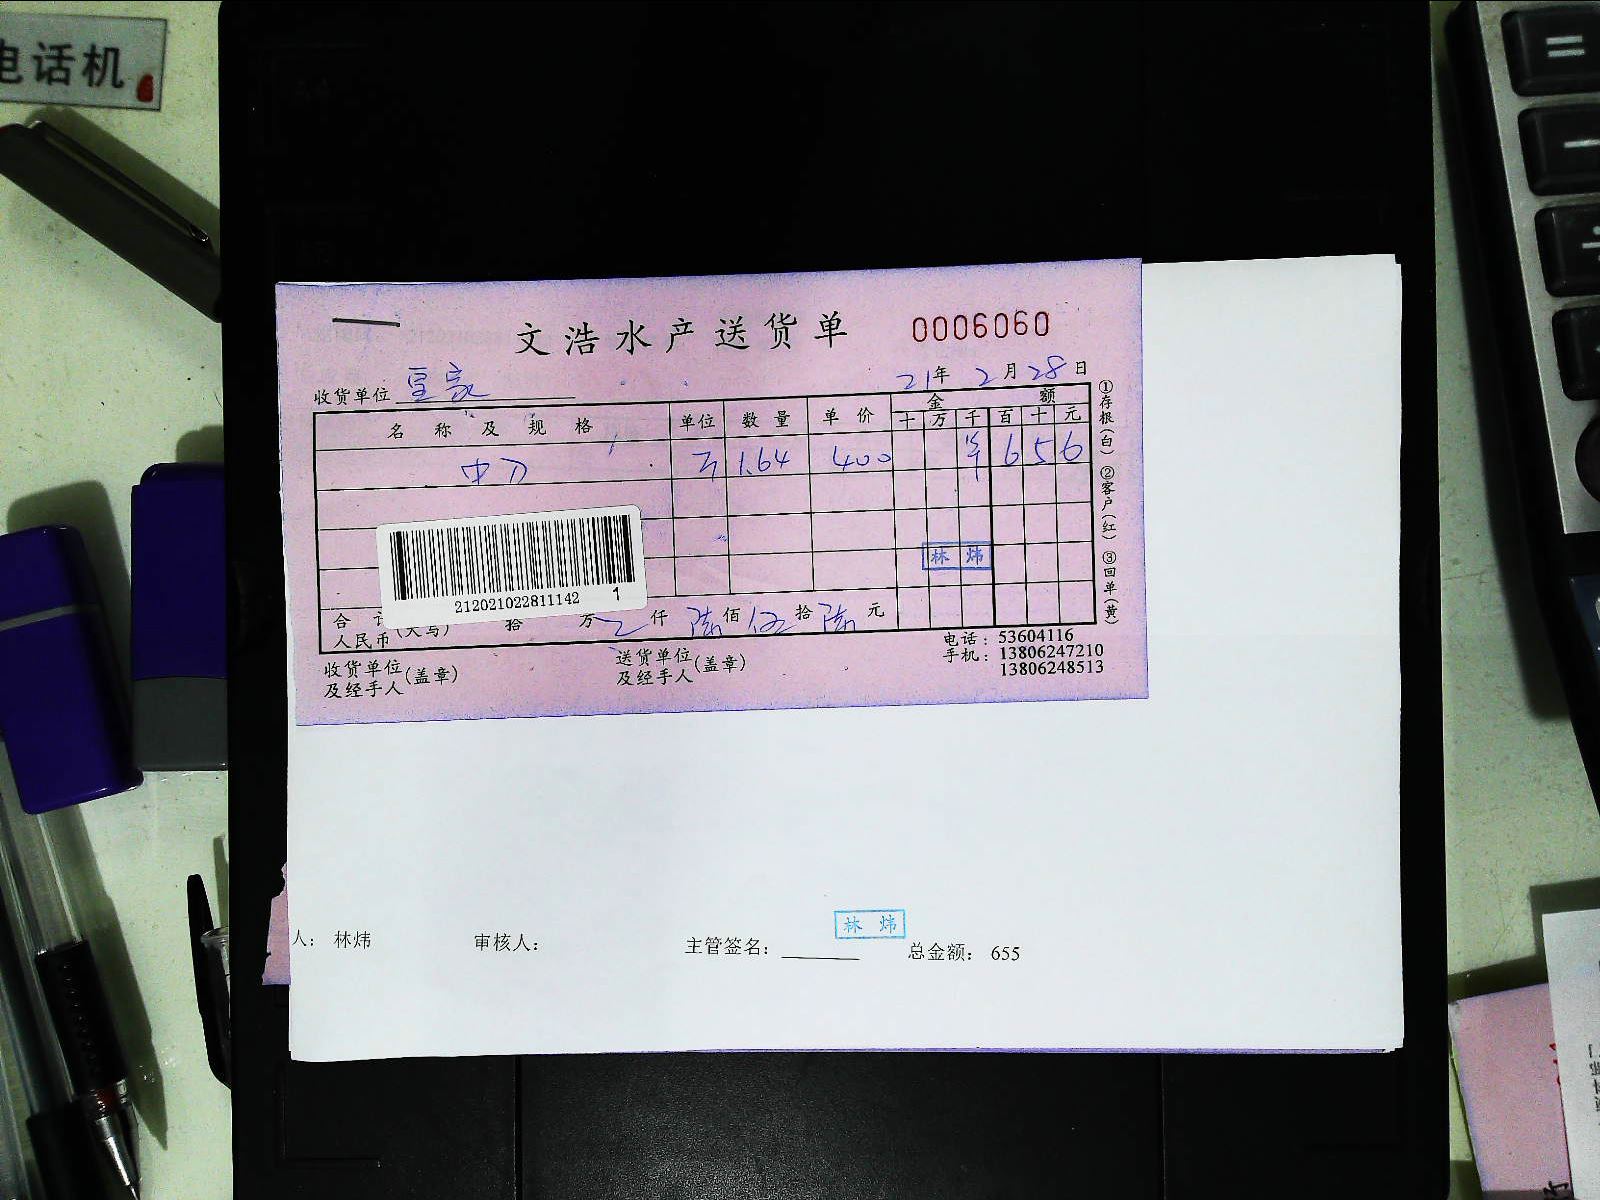 电话机
文浩水产送货单 0006060
收货单位 皇家 21年2月28日
名称及规格 单位 数量 单价 金额
十 万 千 百 十 元
中刀 1.64 400 ¥ 6 5 6
林炜
212021022811142 1
合 拾 万 仟 陆佰 伍拾 陆元
人民币(大写)
收货单位(盖章)
及经手人
送货单位(盖章)
及经手人
电话：53604116
手机：13806247210
13806248513
①存根(白) ②客户(红) ③回单(黄)
林炜
人： 林炜 审核人： 主管签名： 总金额： 655